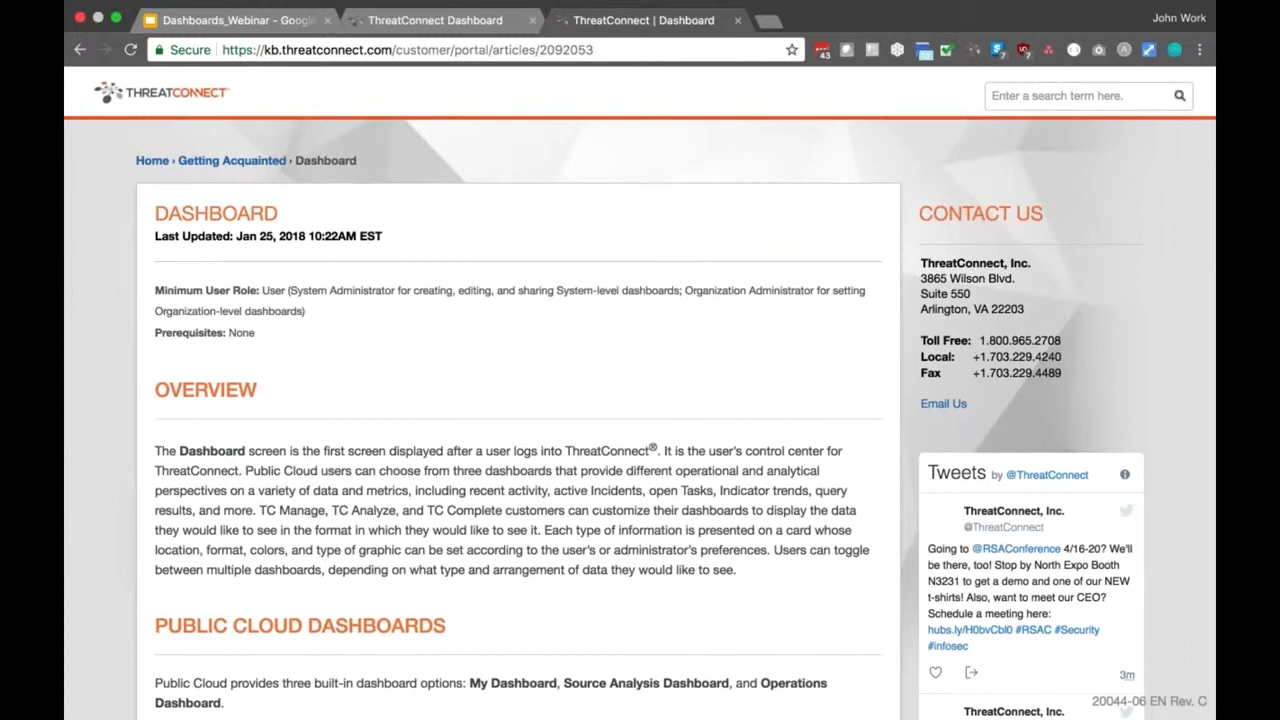 Dashboards_Webinar - Google
ThreatConnect Dashboard
ThreatConnect | Dashboard
John Work
Secure
https://kb.threatconnect.com/customer/portal/articles/2092053
43
7
7
THREATCONNECT
Enter a search term here.
Home › Getting Acquainted › Dashboard
DASHBOARD
Last Updated: Jan 25, 2018 10:22AM EST
Minimum User Role: User (System Administrator for creating, editing, and sharing System-level dashboards; Organization Administrator for setting
Organization-level dashboards)
Prerequisites: None
OVERVIEW
The Dashboard screen is the first screen displayed after a user logs into ThreatConnect®. It is the user's control center for
ThreatConnect. Public Cloud users can choose from three dashboards that provide different operational and analytical
perspectives on a variety of data and metrics, including recent activity, active Incidents, open Tasks, Indicator trends, query
results, and more. TC Manage, TC Analyze, and TC Complete customers can customize their dashboards to display the data
they would like to see in the format in which they would like to see it. Each type of information is presented on a card whose
location, format, colors, and type of graphic can be set according to the user's or administrator's preferences. Users can toggle
between multiple dashboards, depending on what type and arrangement of data they would like to see.
PUBLIC CLOUD DASHBOARDS
Public Cloud provides three built-in dashboard options: My Dashboard, Source Analysis Dashboard, and Operations
Dashboard.
CONTACT US
ThreatConnect, Inc.
3865 Wilson Blvd.
Suite 550
Arlington, VA 22203
Toll Free: 1.800.965.2708
Local: +1.703.229.4240
Fax +1.703.229.4489
Email Us
Tweets by @ThreatConnect
ThreatConnect, Inc.
@ThreatConnect
Going to @RSAConference 4/16-20? We'll
be there, too! Stop by North Expo Booth
N3231 to get a demo and one of our NEW
t-shirts! Also, want to meet our CEO?
Schedule a meeting here:
hubs.ly/H0bvCbl0 #RSAC #Security
#infosec
3m
20044-06 EN Rev. C
ThreatConnect, Inc.